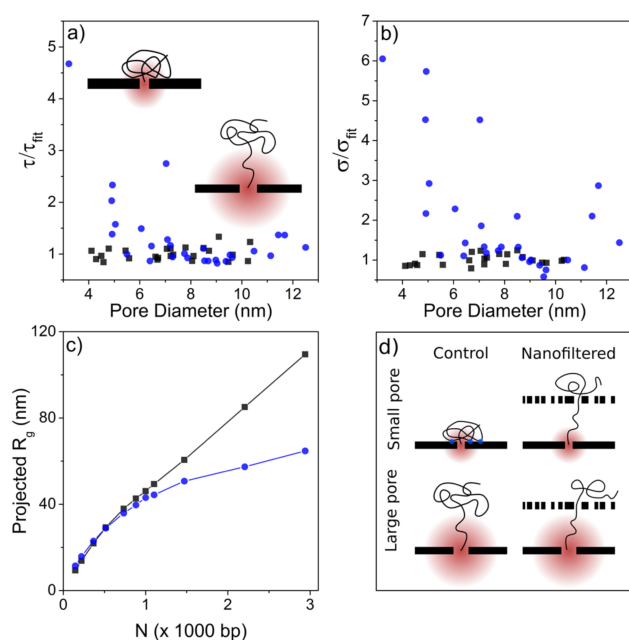 a)
τ/τfit
5
4
3
2
1
4 6 8 10 12
Pore Diameter (nm)
b)
σ/σfit
7
6
5
4
3
2
1
4 6 8 10 12
Pore Diameter (nm)
c)
Projected Rg (nm)
120
80
40
0
0 1 2 3
N (x 1000 bp)
d)
Control Nanofiltered
Small pore
Large pore